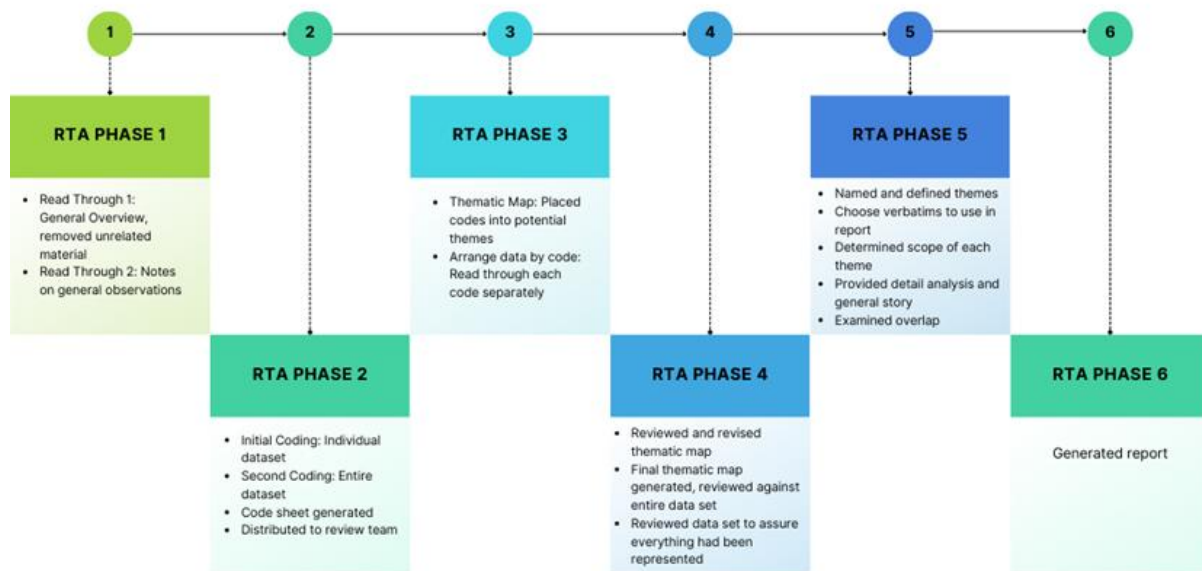 1
2
3
4
5
6
RTA PHASE 1
• Read Through 1:
General Overview,
removed unrelated
material
• Read Through 2: Notes
on general observations
RTA PHASE 2
• Initial Coding: Individual
dataset
• Second Coding: Entire
dataset
• Code sheet generated
• Distributed to review team
RTA PHASE 3
• Thematic Map: Placed
codes into potential
themes
• Arrange data by code:
Read through each
code separately
RTA PHASE 4
• Reviewed and revised
thematic map
• Final thematic map
generated, reviewed against
entire data set
• Reviewed data set to assure
everything had been
represented
RTA PHASE 5
• Named and defined themes
• Choose verbatims to use in
report
• Determined scope of each
theme
• Provided detail analysis and
general story
• Examined overlap
RTA PHASE 6
Generated report